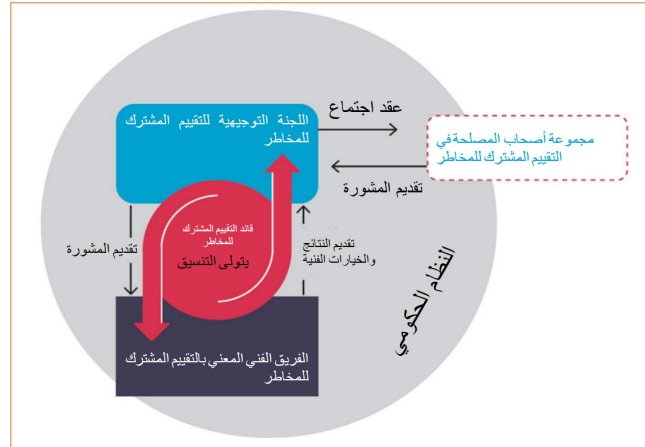 عقد اجتماع
اللجنة التوجيهية للتقييم المشترك
للمخاطر
مجموعة أصحاب المصلحة في
التقييم المشترك للمخاطر
تقديم المشورة
قائد التقييم المشترك
للمخاطر
يتولى التنسيق
تقديم المشورة
تقديم النتائج
والخيارات الفنية
النظام الحكومي
الفريق الفني المعني بالتقييم المشترك
للمخاطر